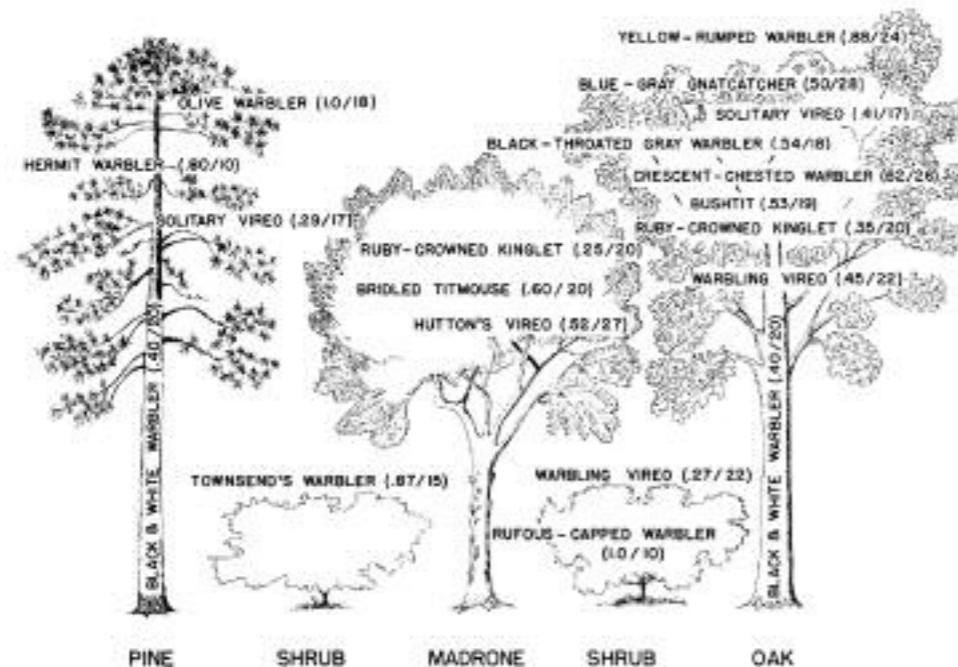 YELLOW-RUMPED WARBLER (.88/24)
BLUE-GRAY GNATCATCHER (.50/28)
OLIVE WARBLER (1.0/18)
SOLITARY VIREO (.41/17)
BLACK-THROATED GRAY WARBLER (.54/18)
HERMIT WARBLER (.80/10)
CRESCENT-CHESTED WARBLER (.62/26)
BUSHTIT (.53/19)
SOLITARY VIREO (.29/17)
RUBY-CROWNED KINGLET (.35/20)
RUBY-CROWNED KINGLET (.25/20)
WARBLING VIREO (.45/22)
BRIDLED TITMOUSE (.60/20)
HUTTON'S VIREO (.52/27)
BLACK & WHITE WARBLER (.40/20)
BLACK & WHITE WARBLER (.40/20)
TOWNSEND'S WARBLER (.87/15)
WARBLING VIREO (.27/22)
RUFOUS-CAPPED WARBLER
(1.0/10)
PINE
SHRUB
MADRONE
SHRUB
OAK